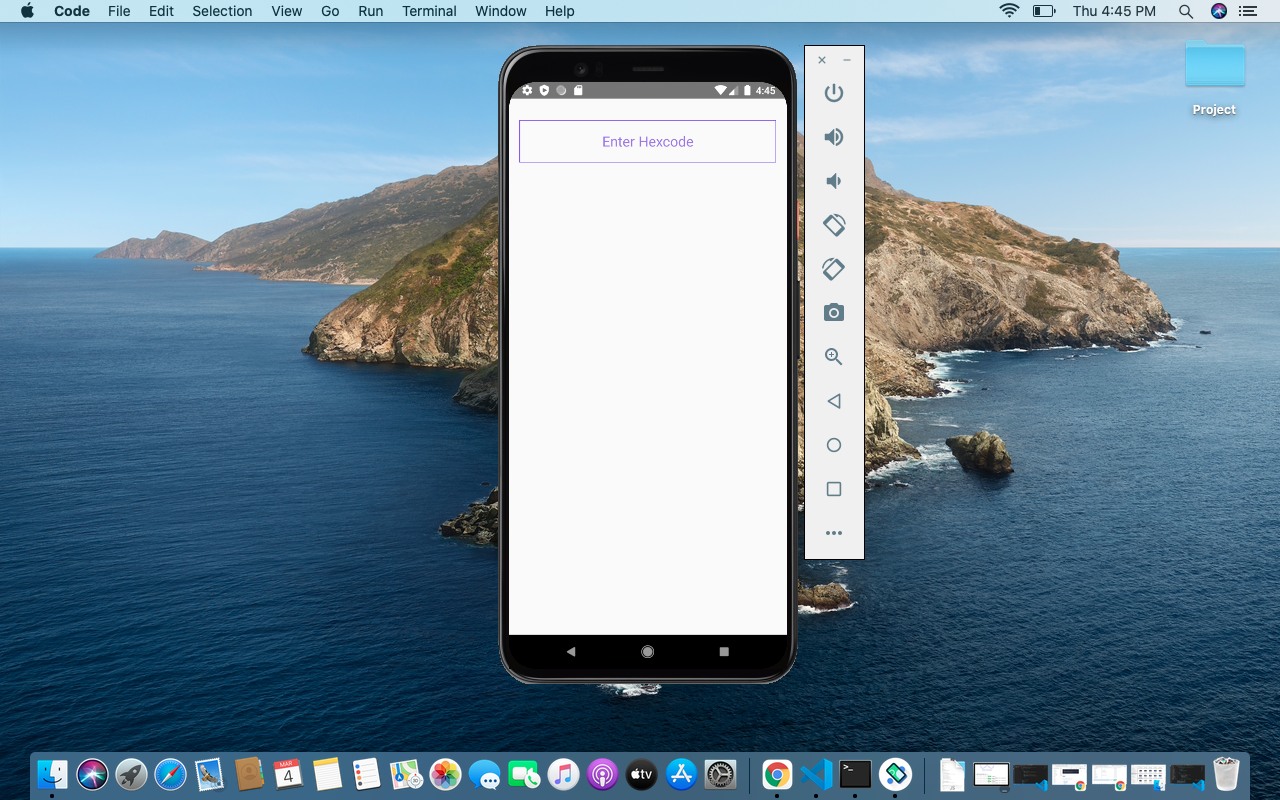 Code File Edit Selection View Go Run Terminal Window Help
Thu 4:45 PM
Project
4:45
Enter Hexcode
MAR
4
tv
>_